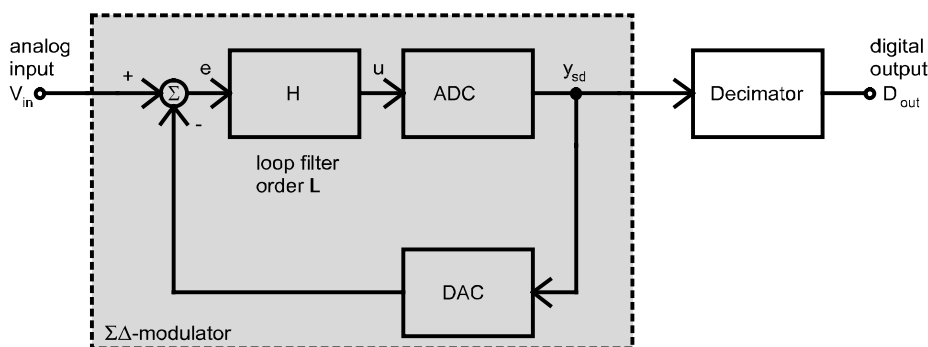 analog
input
V_in
+
Σ
-
e
H
u
ADC
y_sd
Decimator
digital
output
D_out
loop filter
order L
DAC
ΣΔ-modulator